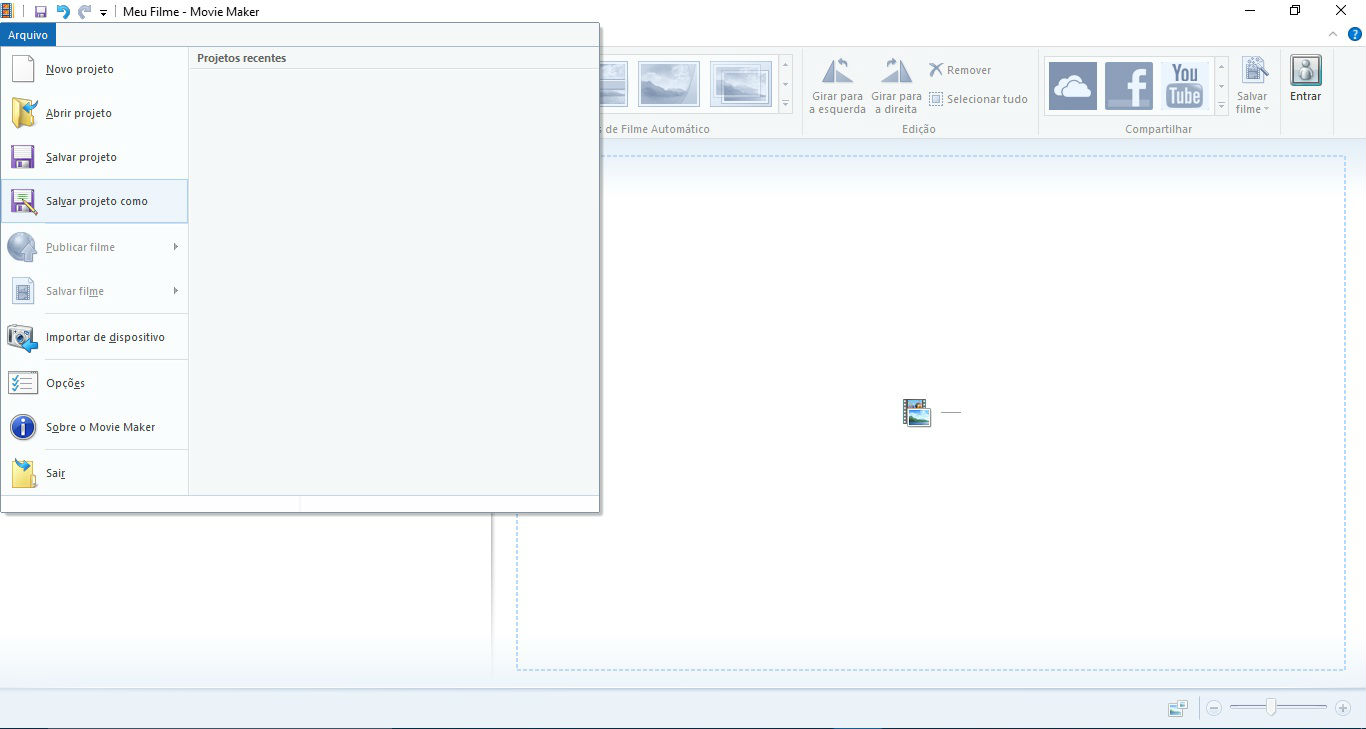 Meu Filme - Movie Maker
Arquivo
?
Novo projeto
Abrir projeto
Salvar projeto
Salvar projeto como
Publicar filme
Salvar filme
Importar de dispositivo
Opções
Sobre o Movie Maker
Sair
Projetos recentes
de Filme Automático
Girar para
a esquerda
Girar para
a direita
Remover
Selecionar tudo
Edição
f
You
Tube
Compartilhar
Salvar
filme
Entrar